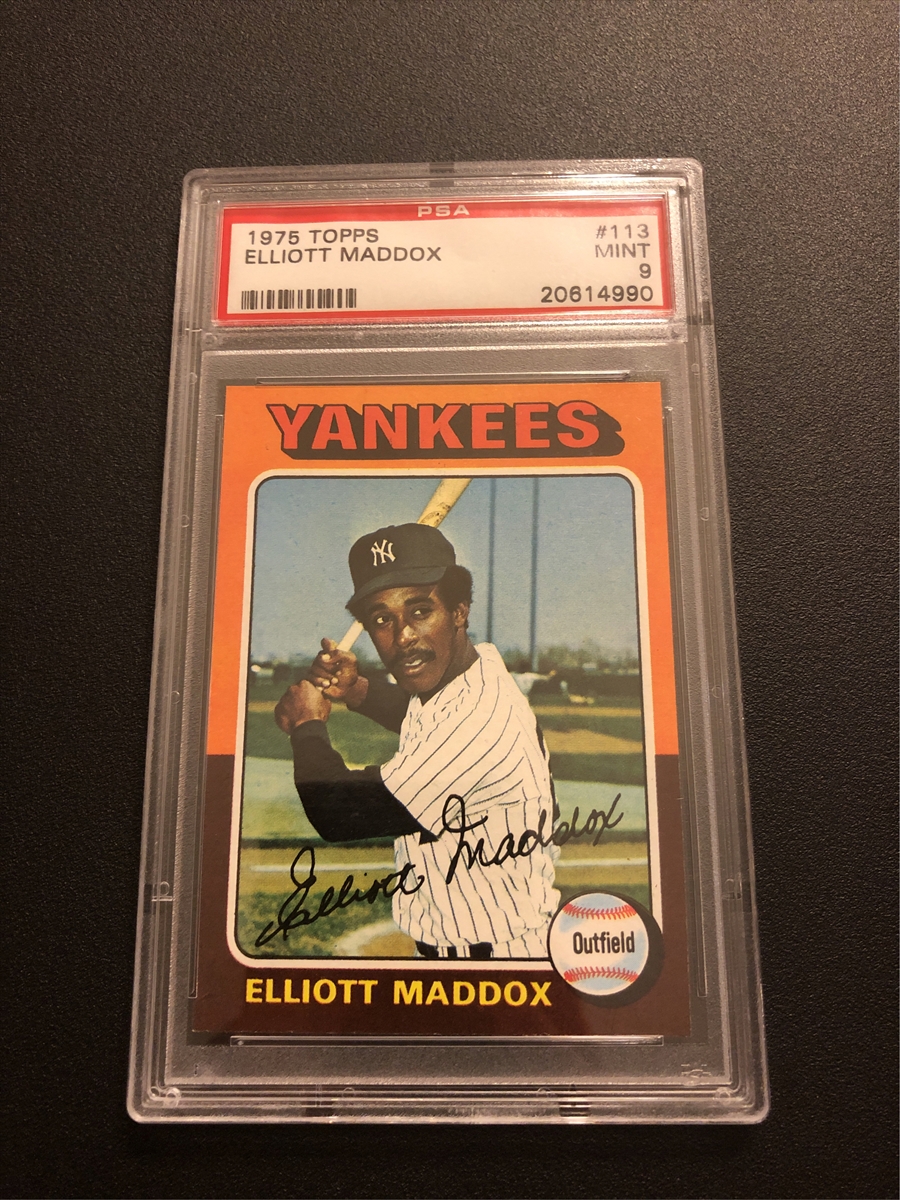 PSA
1975 TOPPS #113
ELLIOTT MADDOX MINT
9
20614990
YANKEES
NY
Elliott Maddox
Outfield
ELLIOTT MADDOX